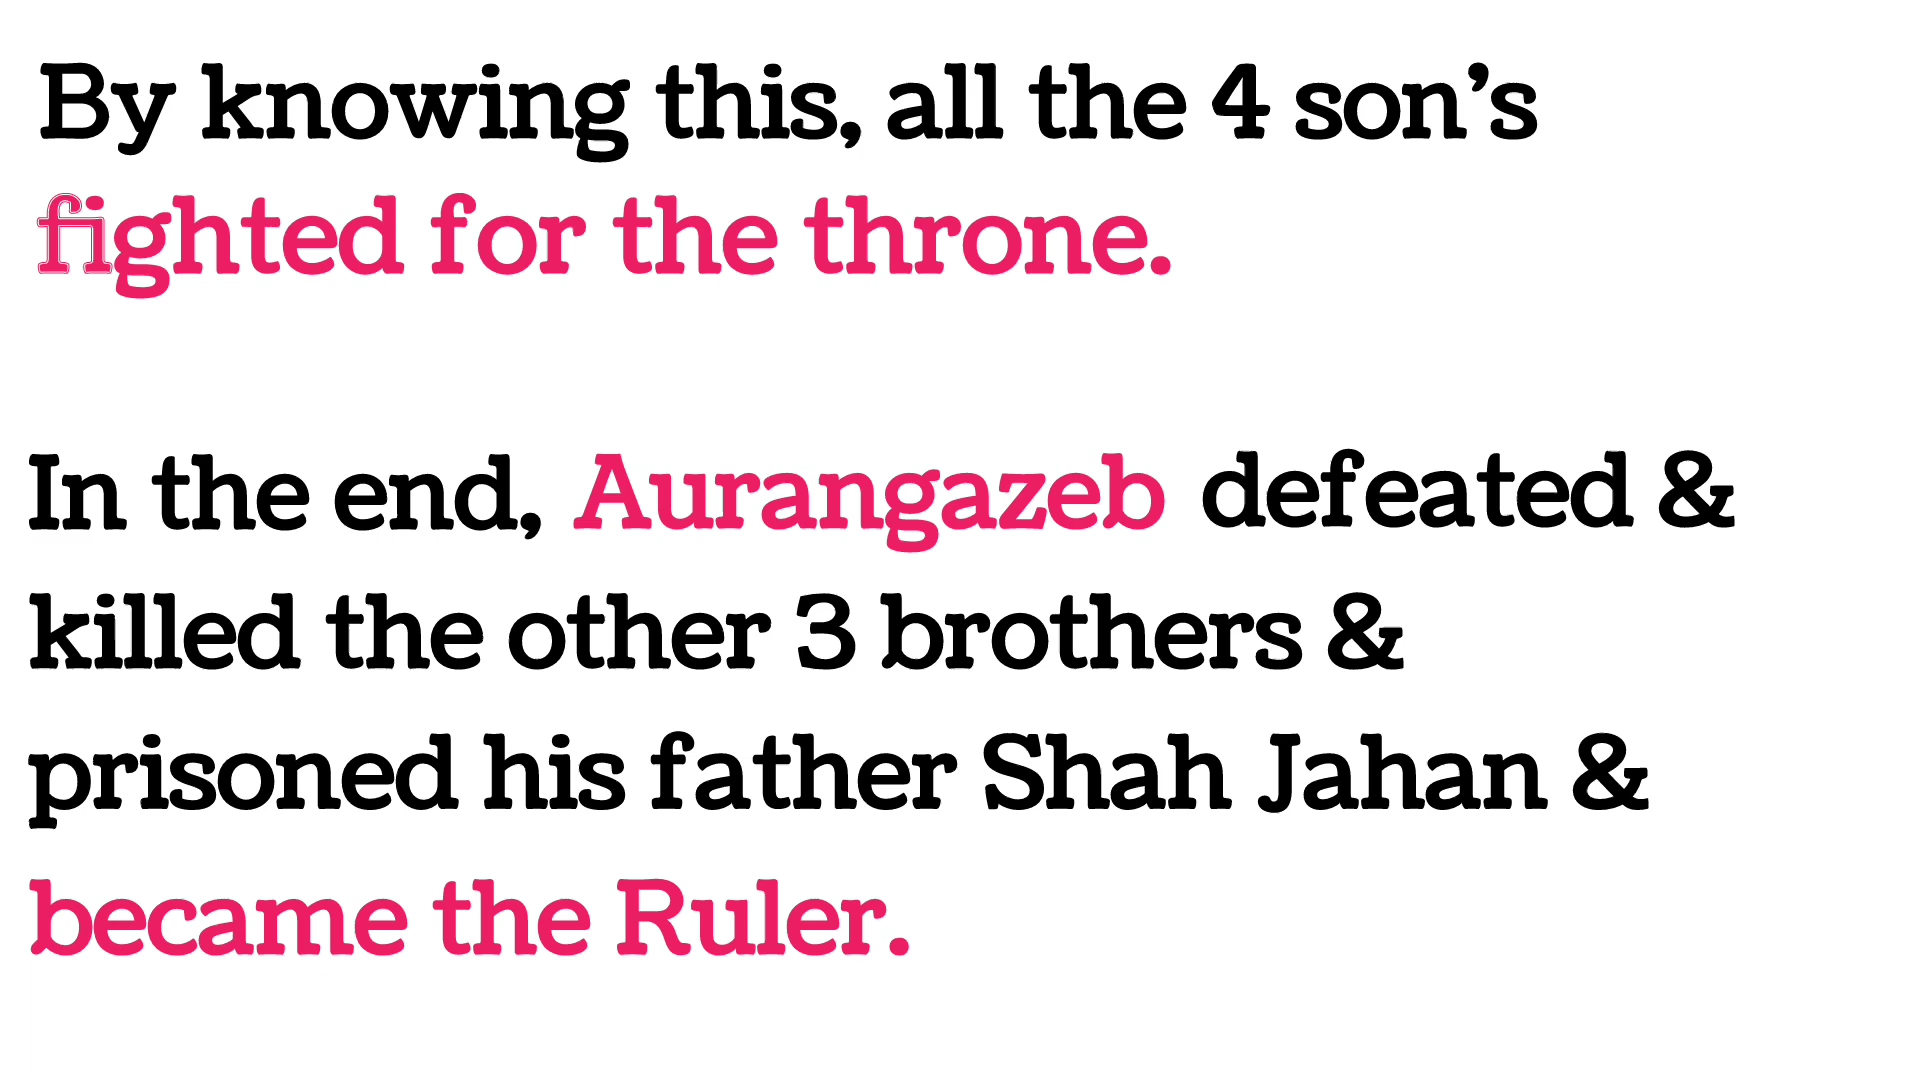 By knowing this, all the 4 son’s
fighted for the throne.
In the end, Aurangazeb defeated &
killed the other 3 brothers &
prisoned his father Shah Jahan &
became the Ruler.